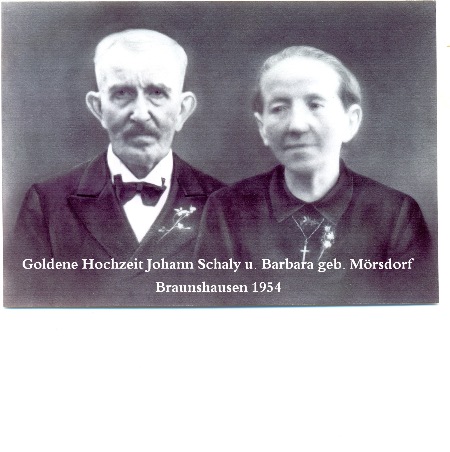 Goldene Hochzeit Johann Schaly u. Barbara geb. Mörsdorf
Braunshausen 1954